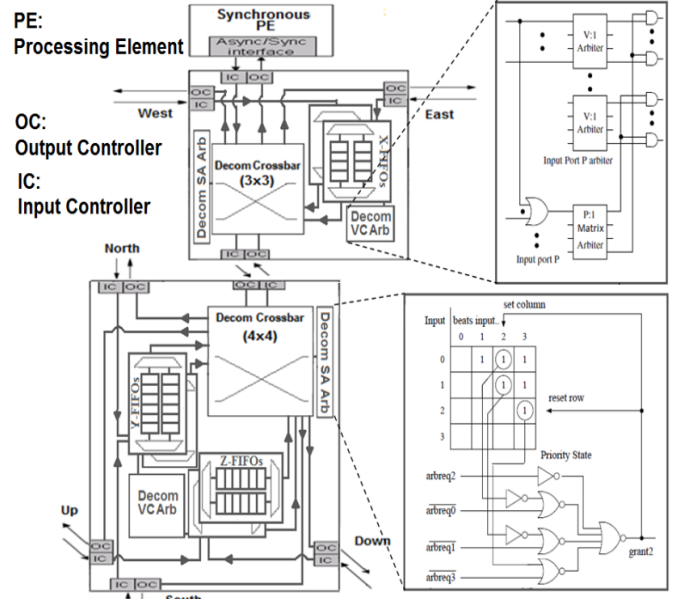 PE:
Processing Element
OC:
Output Controller
IC:
Input Controller
Synchronous
PE
Async/Sync
interface
IC OC
OC
IC
West
OC
IC
East
Decom SA Arb
Decom Crossbar
(3x3)
X-FIFOs
Decom
VC Arb
IC OC
V:1
Arbiter
V:1
Arbiter
Input Port P arbiter
P:1
Matrix
Arbiter
Input port P
North
IC OC
OC IC
Decom Crossbar
(4x4)
Decom SA Arb
Y-FIFOs
Z-FIFOs
Decom
VC Arb
Up
OC
IC
Down
OC
IC
IC OC
South
set column
Input beats input..
0 1 2 3
0 1 1 1
1 1 1
2 1
3
reset row
Priority State
arbreq2
arbreq0
arbreq1
arbreq3
grant2